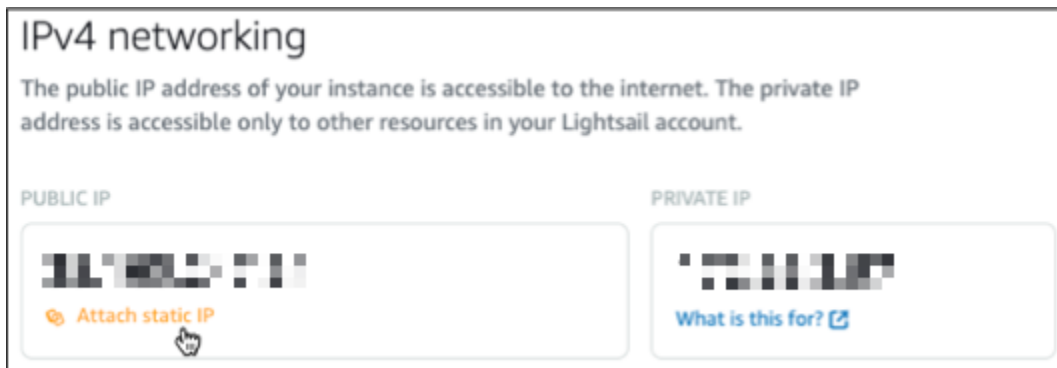 IPv4 networking
The public IP address of your instance is accessible to the internet. The private IP
address is accessible only to other resources in your Lightsail account.
PUBLIC IP
PRIVATE IP
Attach static IP
What is this for?